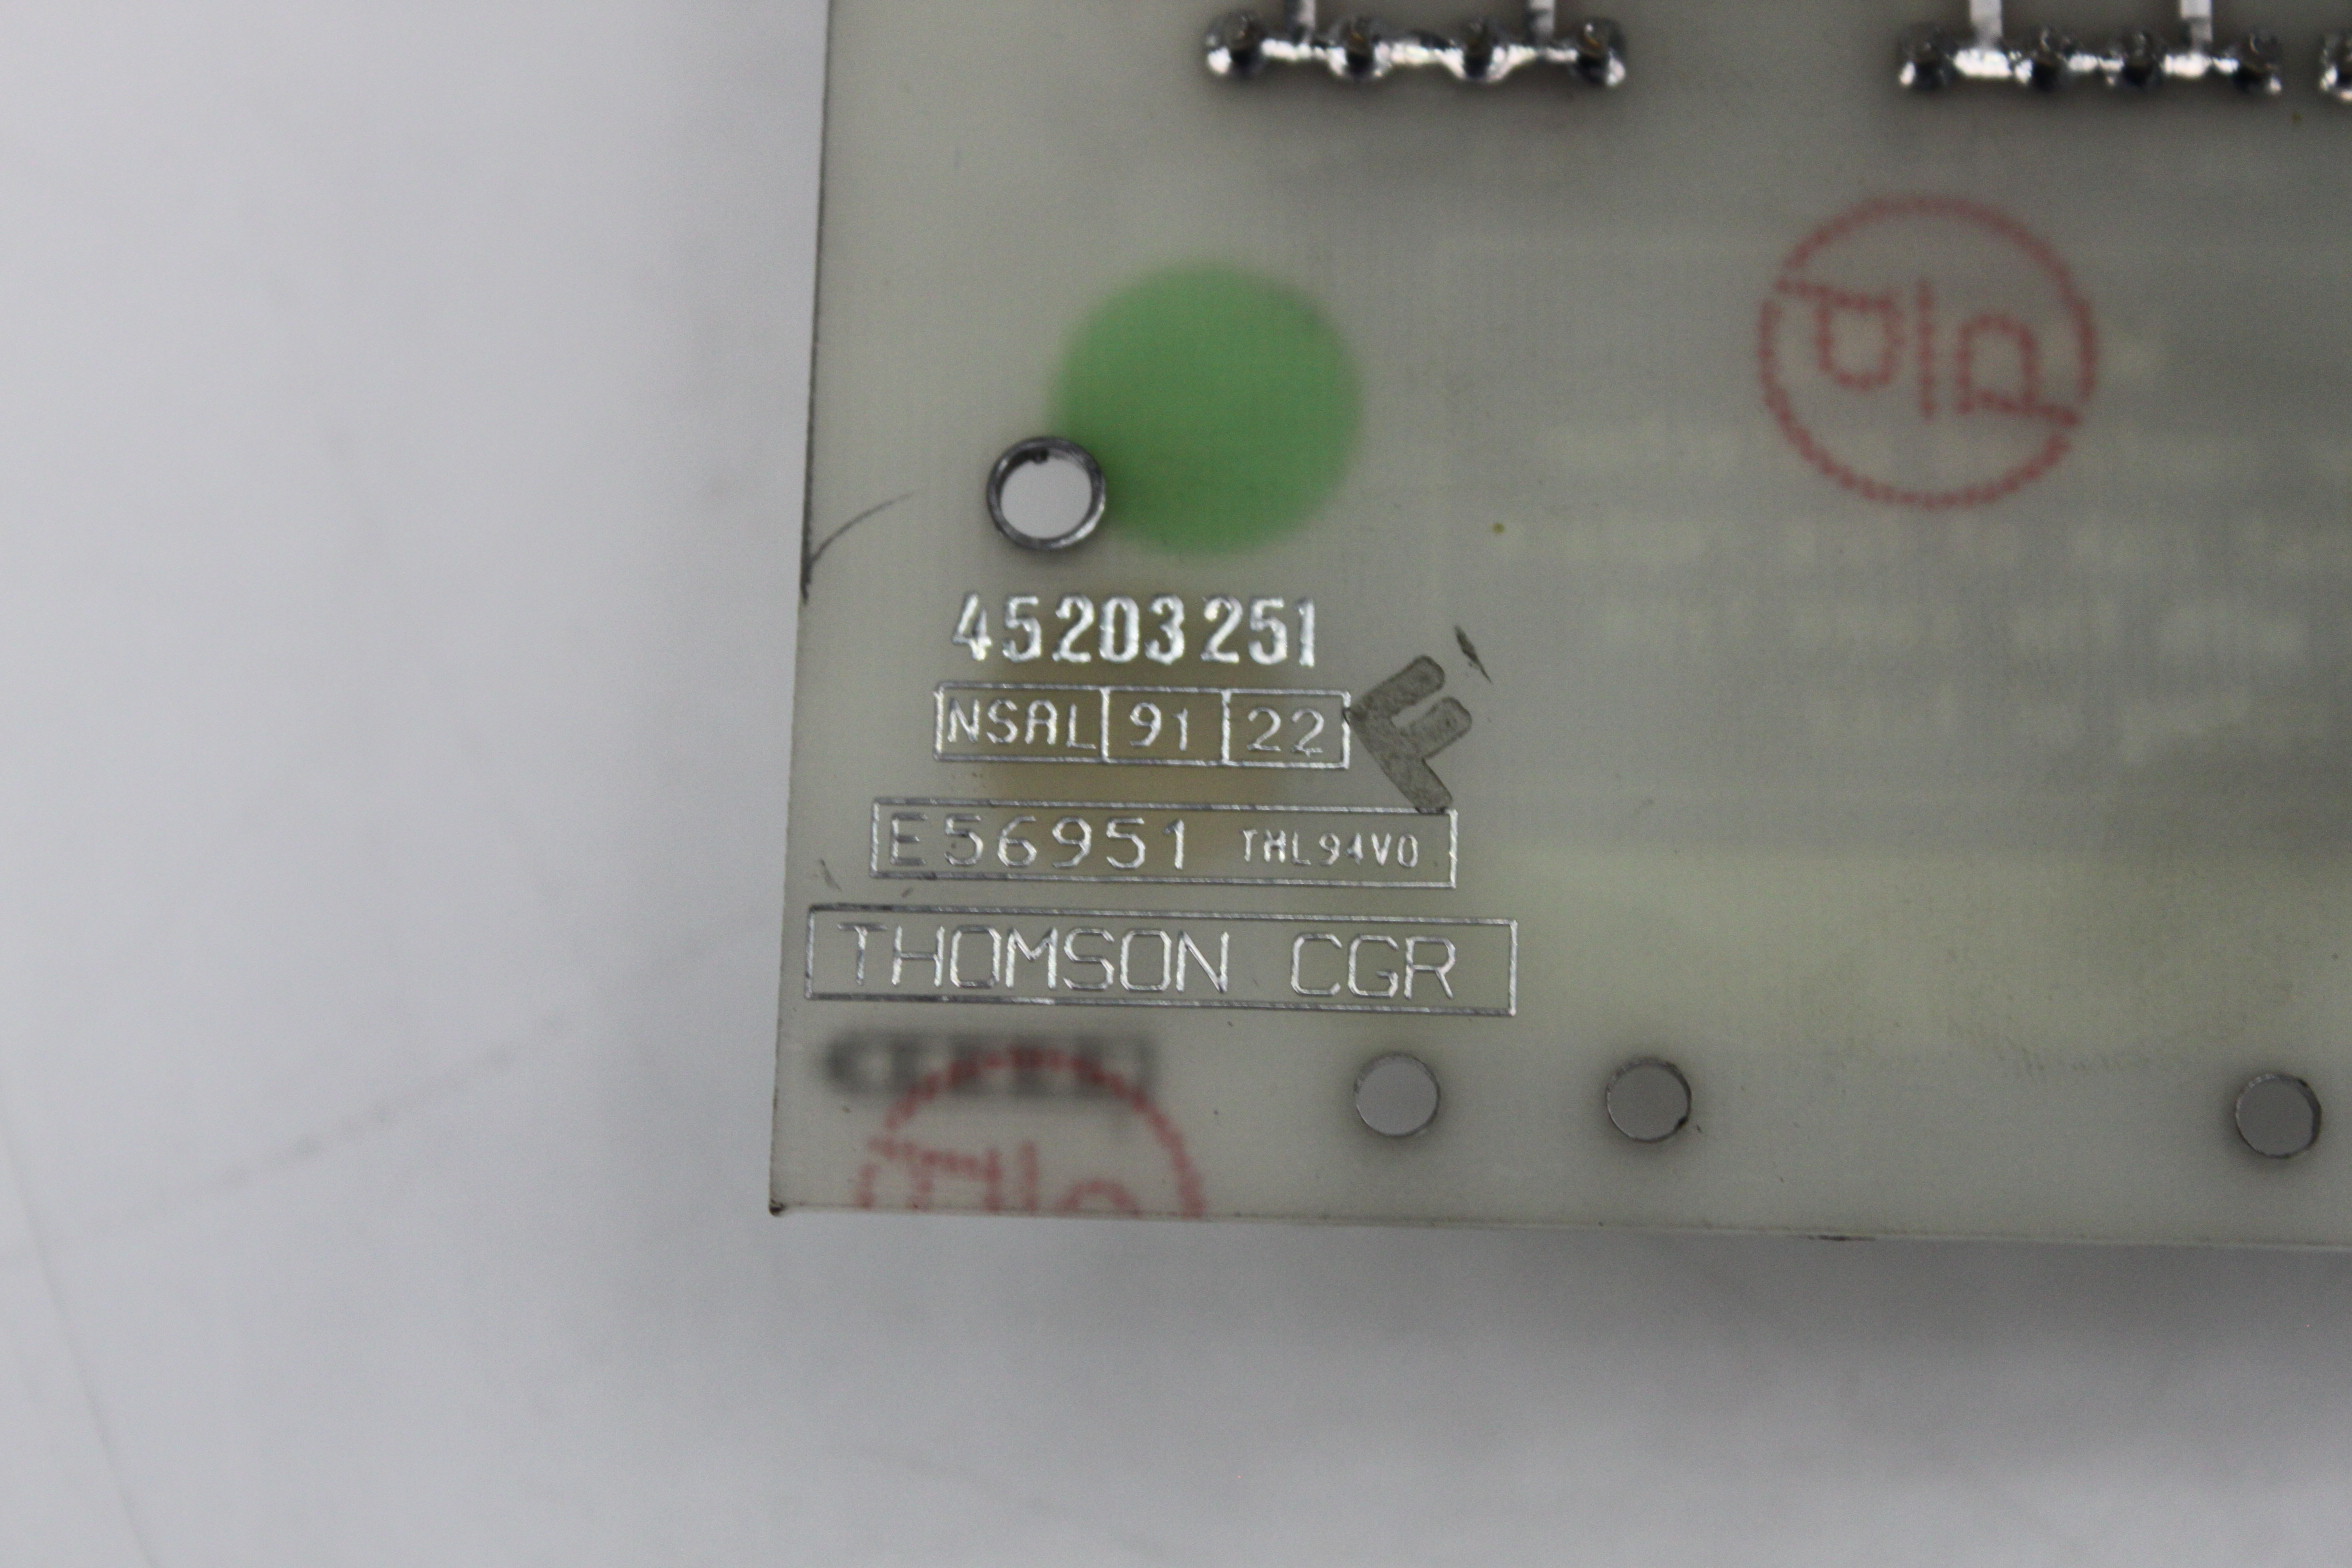 45203251
NSAL 91 22
F
E56951 THL94V0
THOMSON CGR